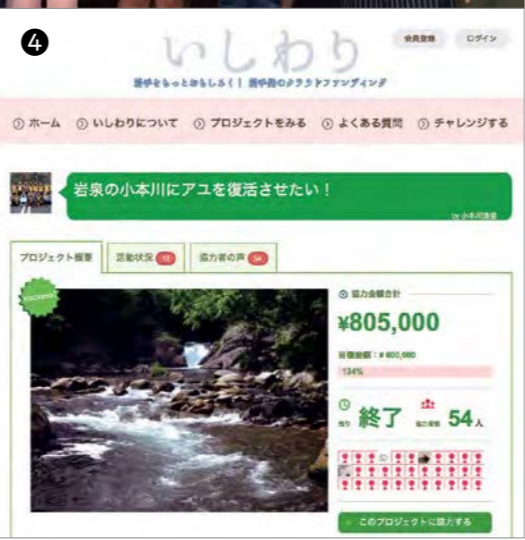 4
会員登録 ログイン
いしわり
岩手をもっとおもしろく! 岩手発のクラウドファンディング
ホーム いしわりについて プロジェクトをみる よくある質問 チャレンジする
岩泉の小本川にアユを復活させたい!
プロジェクト概要 活動状況 協力者の声 54
SUCCESS!
協力金額合計
¥805,000
目標金額:¥600,000
134%
残り 終了 協力者数 54人
このプロジェクトに協力する